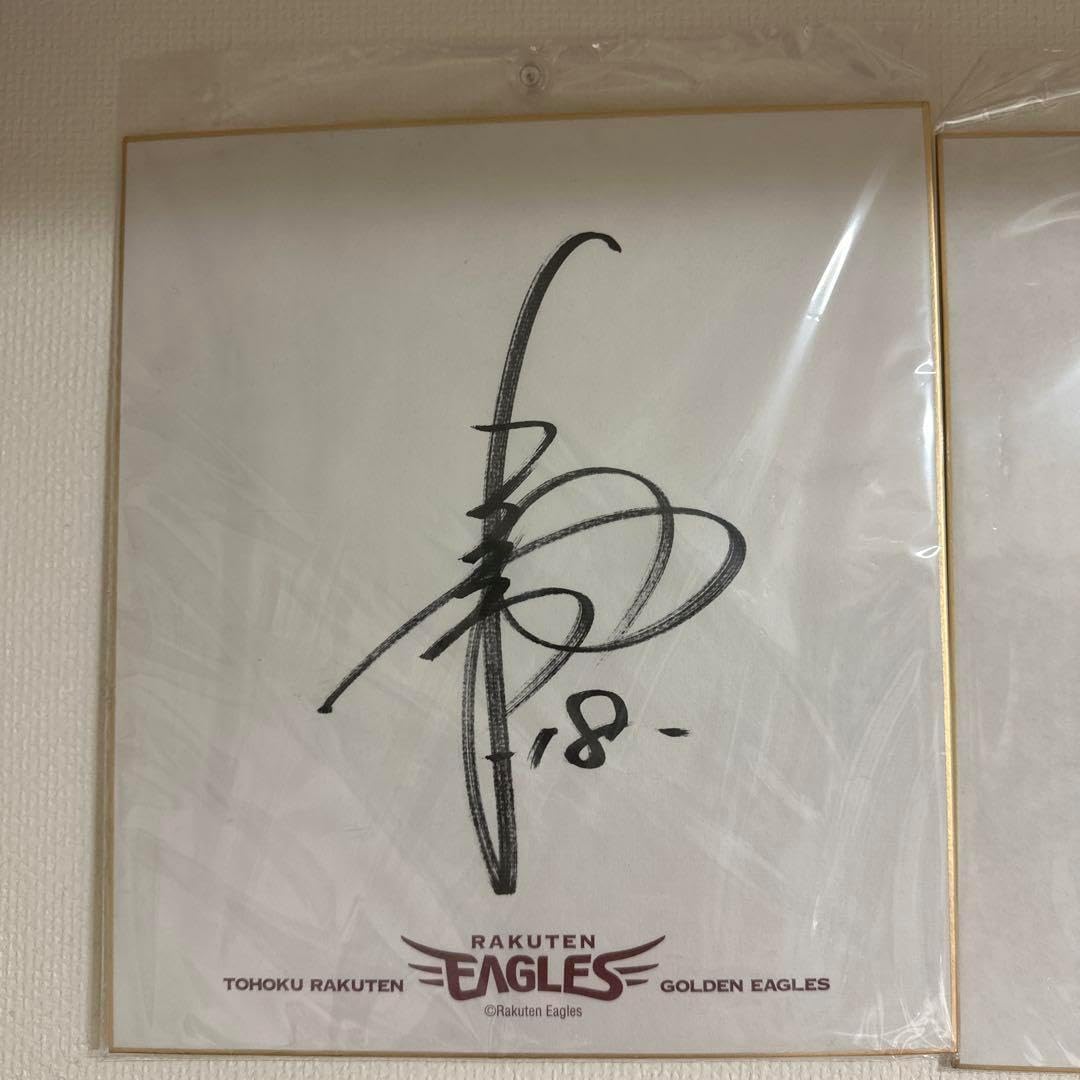 -18-
RAKUTEN
TOHOKU RAKUTEN EAGLES GOLDEN EAGLES
©Rakuten Eagles